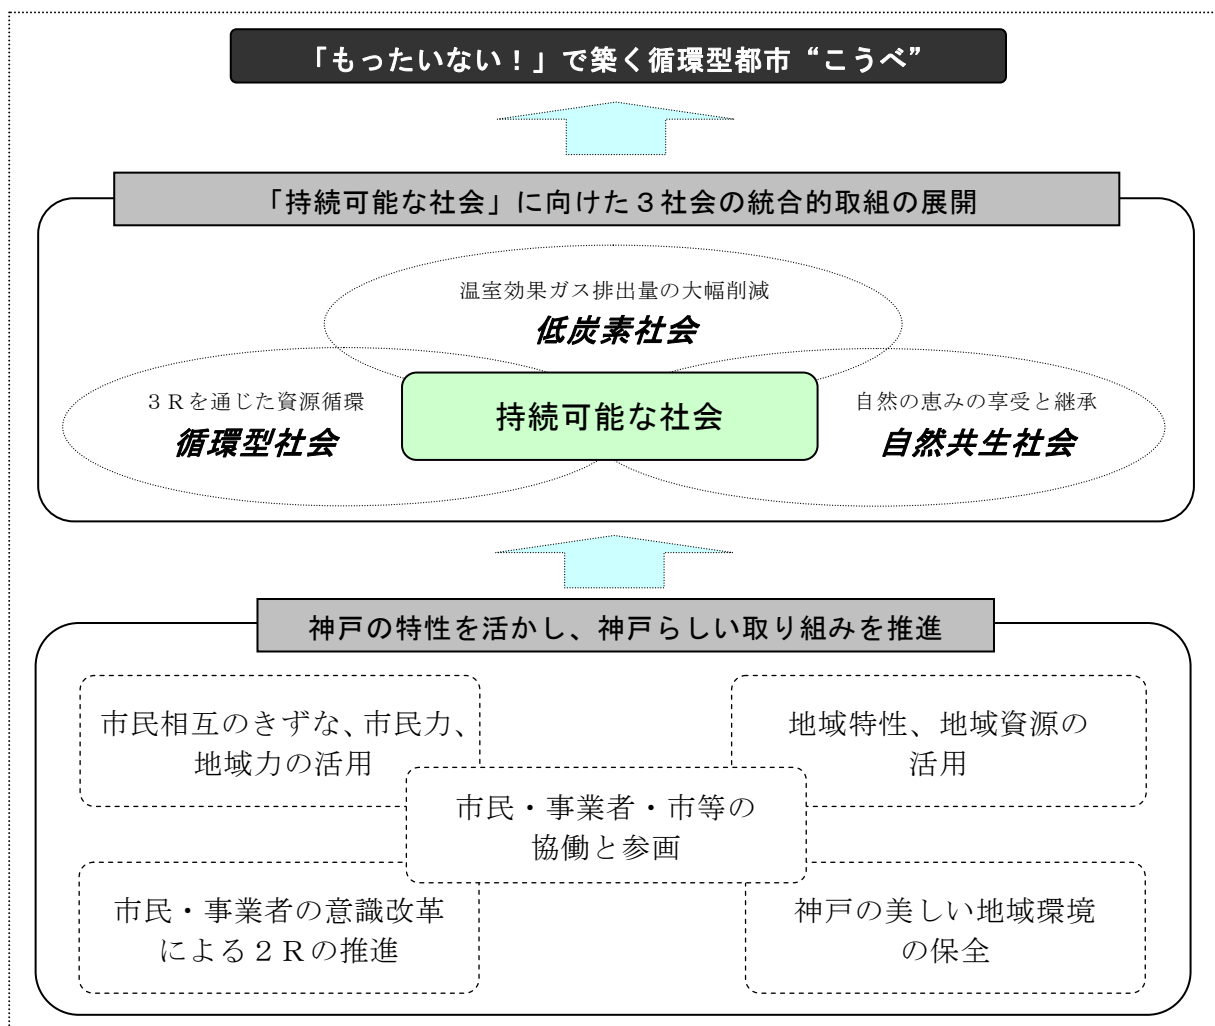 「もったいない！」で築く循環型都市“こうべ”
「持続可能な社会」に向けた３社会の統合的取組の展開
温室効果ガス排出量の大幅削減
低炭素社会
３Ｒを通じた資源循環
循環型社会
持続可能な社会
自然の恵みの享受と継承
自然共生社会
神戸の特性を活かし、神戸らしい取り組みを推進
市民相互のきずな、市民力、
地域力の活用
地域特性、地域資源の
活用
市民・事業者・市等の
協働と参画
市民・事業者の意識改革
による２Ｒの推進
神戸の美しい地域環境
の保全